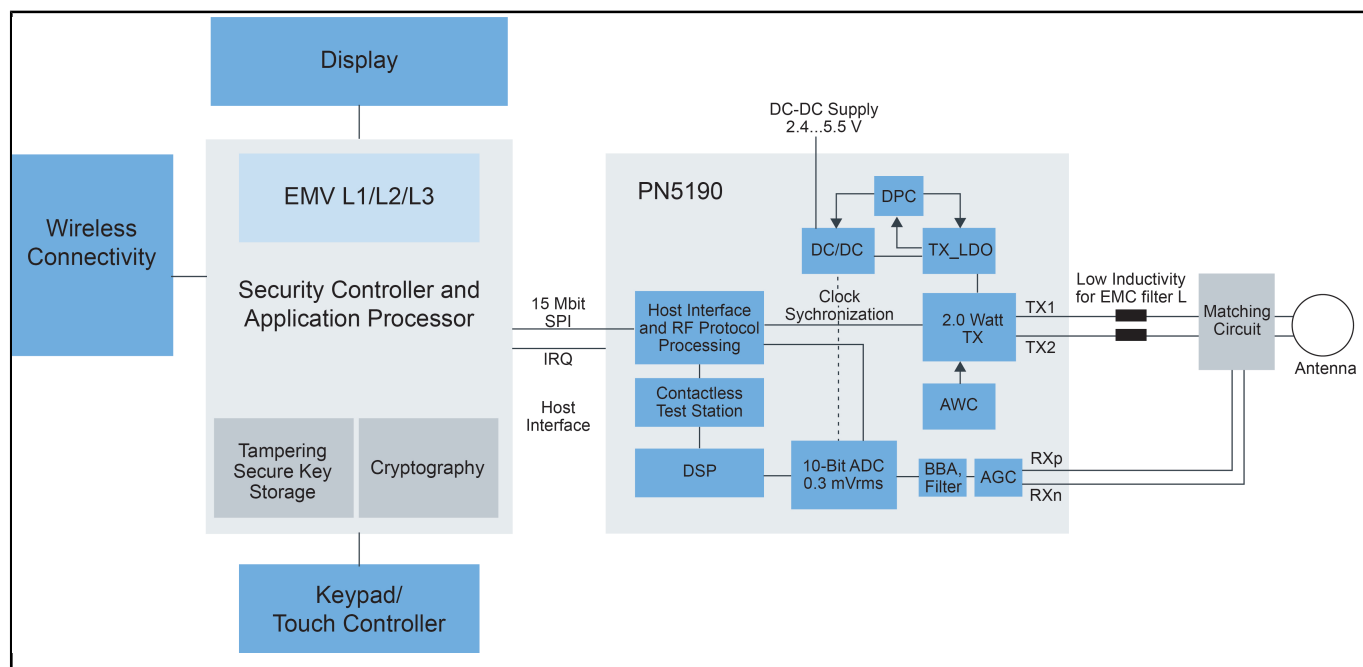 Display
Wireless
Connectivity
EMV L1/L2/L3
Security Controller and
Application Processor
Tampering
Secure Key
Storage
Cryptography
Keypad/
Touch Controller
15 Mbit
SPI
IRQ
Host
Interface
DC-DC Supply
2.4...5.5 V
PN5190
DPC
DC/DC
TX_LDO
Clock
Sychronization
Host Interface
and RF Protocol
Processing
2.0 Watt
TX
Contactless
Test Station
AWC
DSP
10-Bit ADC
0.3 mVrms
BBA,
Filter
AGC
TX1
TX2
RXp
RXn
Low Inductivity
for EMC filter L
Matching
Circuit
Antenna